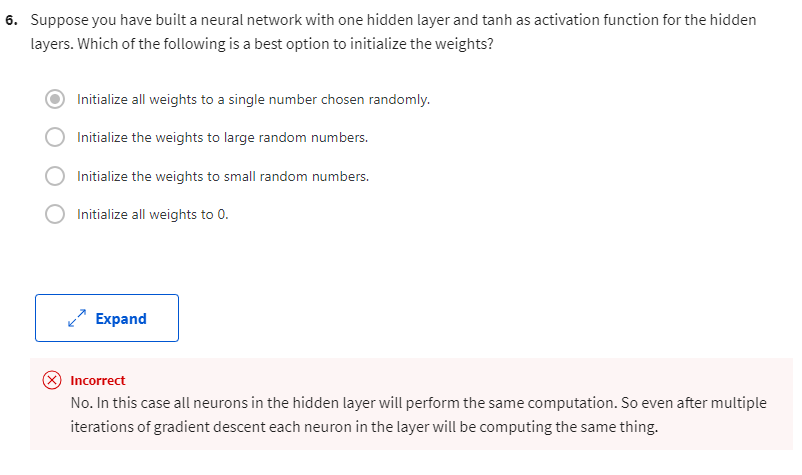 6. Suppose you have built a neural network with one hidden layer and tanh as activation function for the hidden
layers. Which of the following is a best option to initialize the weights?
Initialize all weights to a single number chosen randomly.
Initialize the weights to large random numbers.
Initialize the weights to small random numbers.
Initialize all weights to 0.
Expand
Incorrect
No. In this case all neurons in the hidden layer will perform the same computation. So even after multiple
iterations of gradient descent each neuron in the layer will be computing the same thing.